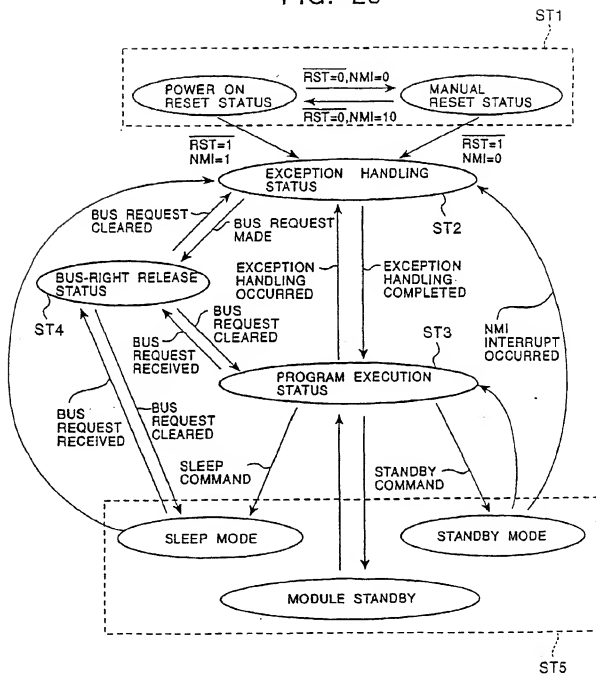 ST1
POWER ON
RESET STATUS
RST=0,NMI=0
RST=0,NMI=10
MANUAL
RESET STATUS
RST=1
NMI=1
RST=1
NMI=0
EXCEPTION HANDLING
STATUS
ST2
BUS REQUEST
CLEARED
BUS REQUEST
MADE
EXCEPTION
HANDLING
OCCURRED
EXCEPTION
HANDLING
COMPLETED
BUS-RIGHT RELEASE
STATUS
ST4
BUS
REQUEST
CLEARED
BUS
REQUEST
RECEIVED
ST3
NMI
INTERRUPT
OCCURRED
PROGRAM EXECUTION
STATUS
BUS
REQUEST
RECEIVED
BUS
REQUEST
CLEARED
SLEEP
COMMAND
STANDBY
COMMAND
SLEEP MODE
STANDBY MODE
MODULE STANDBY
ST5